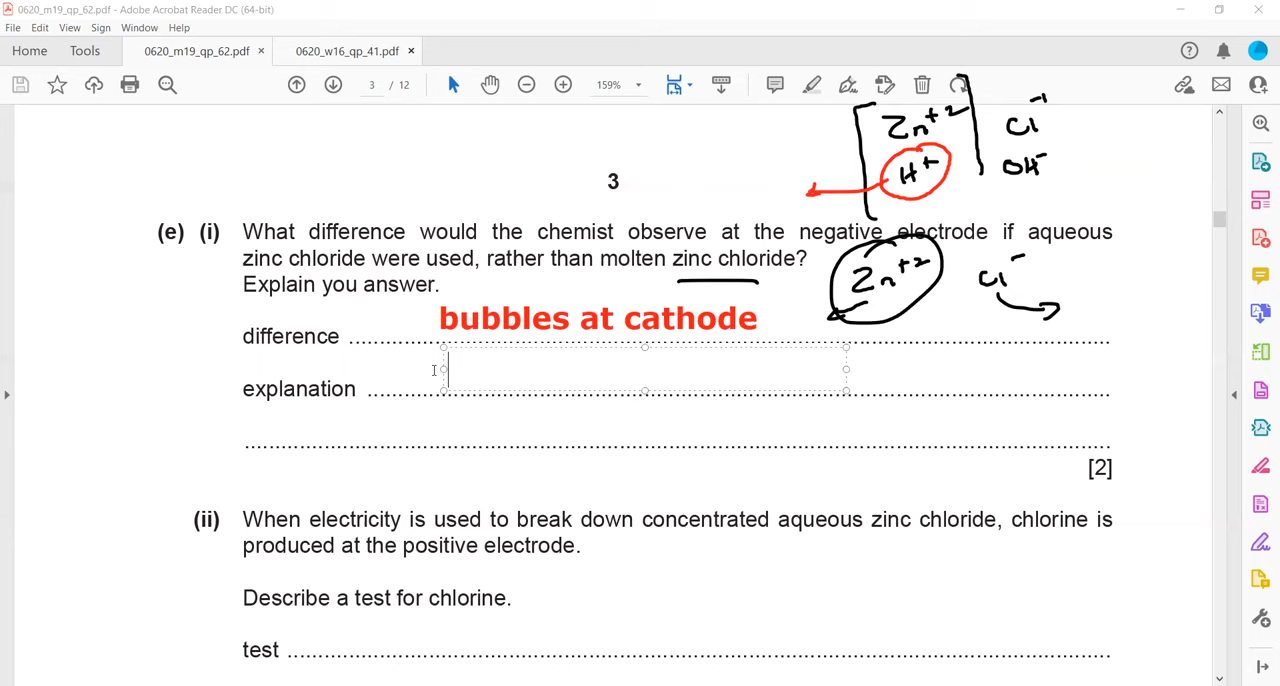 0620_m19_qp_62.pdf - Adobe Acrobat Reader DC (64-bit)
File Edit View Sign Window Help
Home Tools 0620_m19_qp_62.pdf × 0620_w16_qp_41.pdf ×
3 / 12 159%
Zn+2 Cl-1
H+ OH-
3
(e) (i) What difference would the chemist observe at the negative electrode if aqueous
zinc chloride were used, rather than molten zinc chloride?
Zn+2 Cl-
Explain you answer.
bubbles at cathode
difference ................................................................
explanation ................................................................
................................................................
[2]
(ii) When electricity is used to break down concentrated aqueous zinc chloride, chlorine is
produced at the positive electrode.
Describe a test for chlorine.
test ................................................................